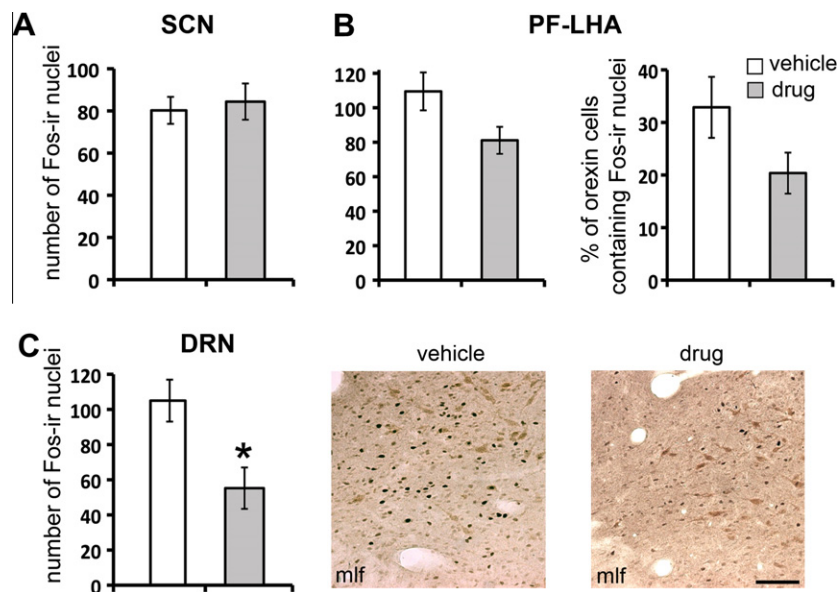 A
SCN
number of Fos-ir nuclei
100
80
60
40
20
0
B
PF-LHA
120
100
80
60
40
20
0
% of orexin cells
containing Fos-ir nuclei
40
30
20
10
0
vehicle
drug
C
DRN
number of Fos-ir nuclei
120
100
80
60
40
20
0
*
vehicle
mlf
drug
mlf